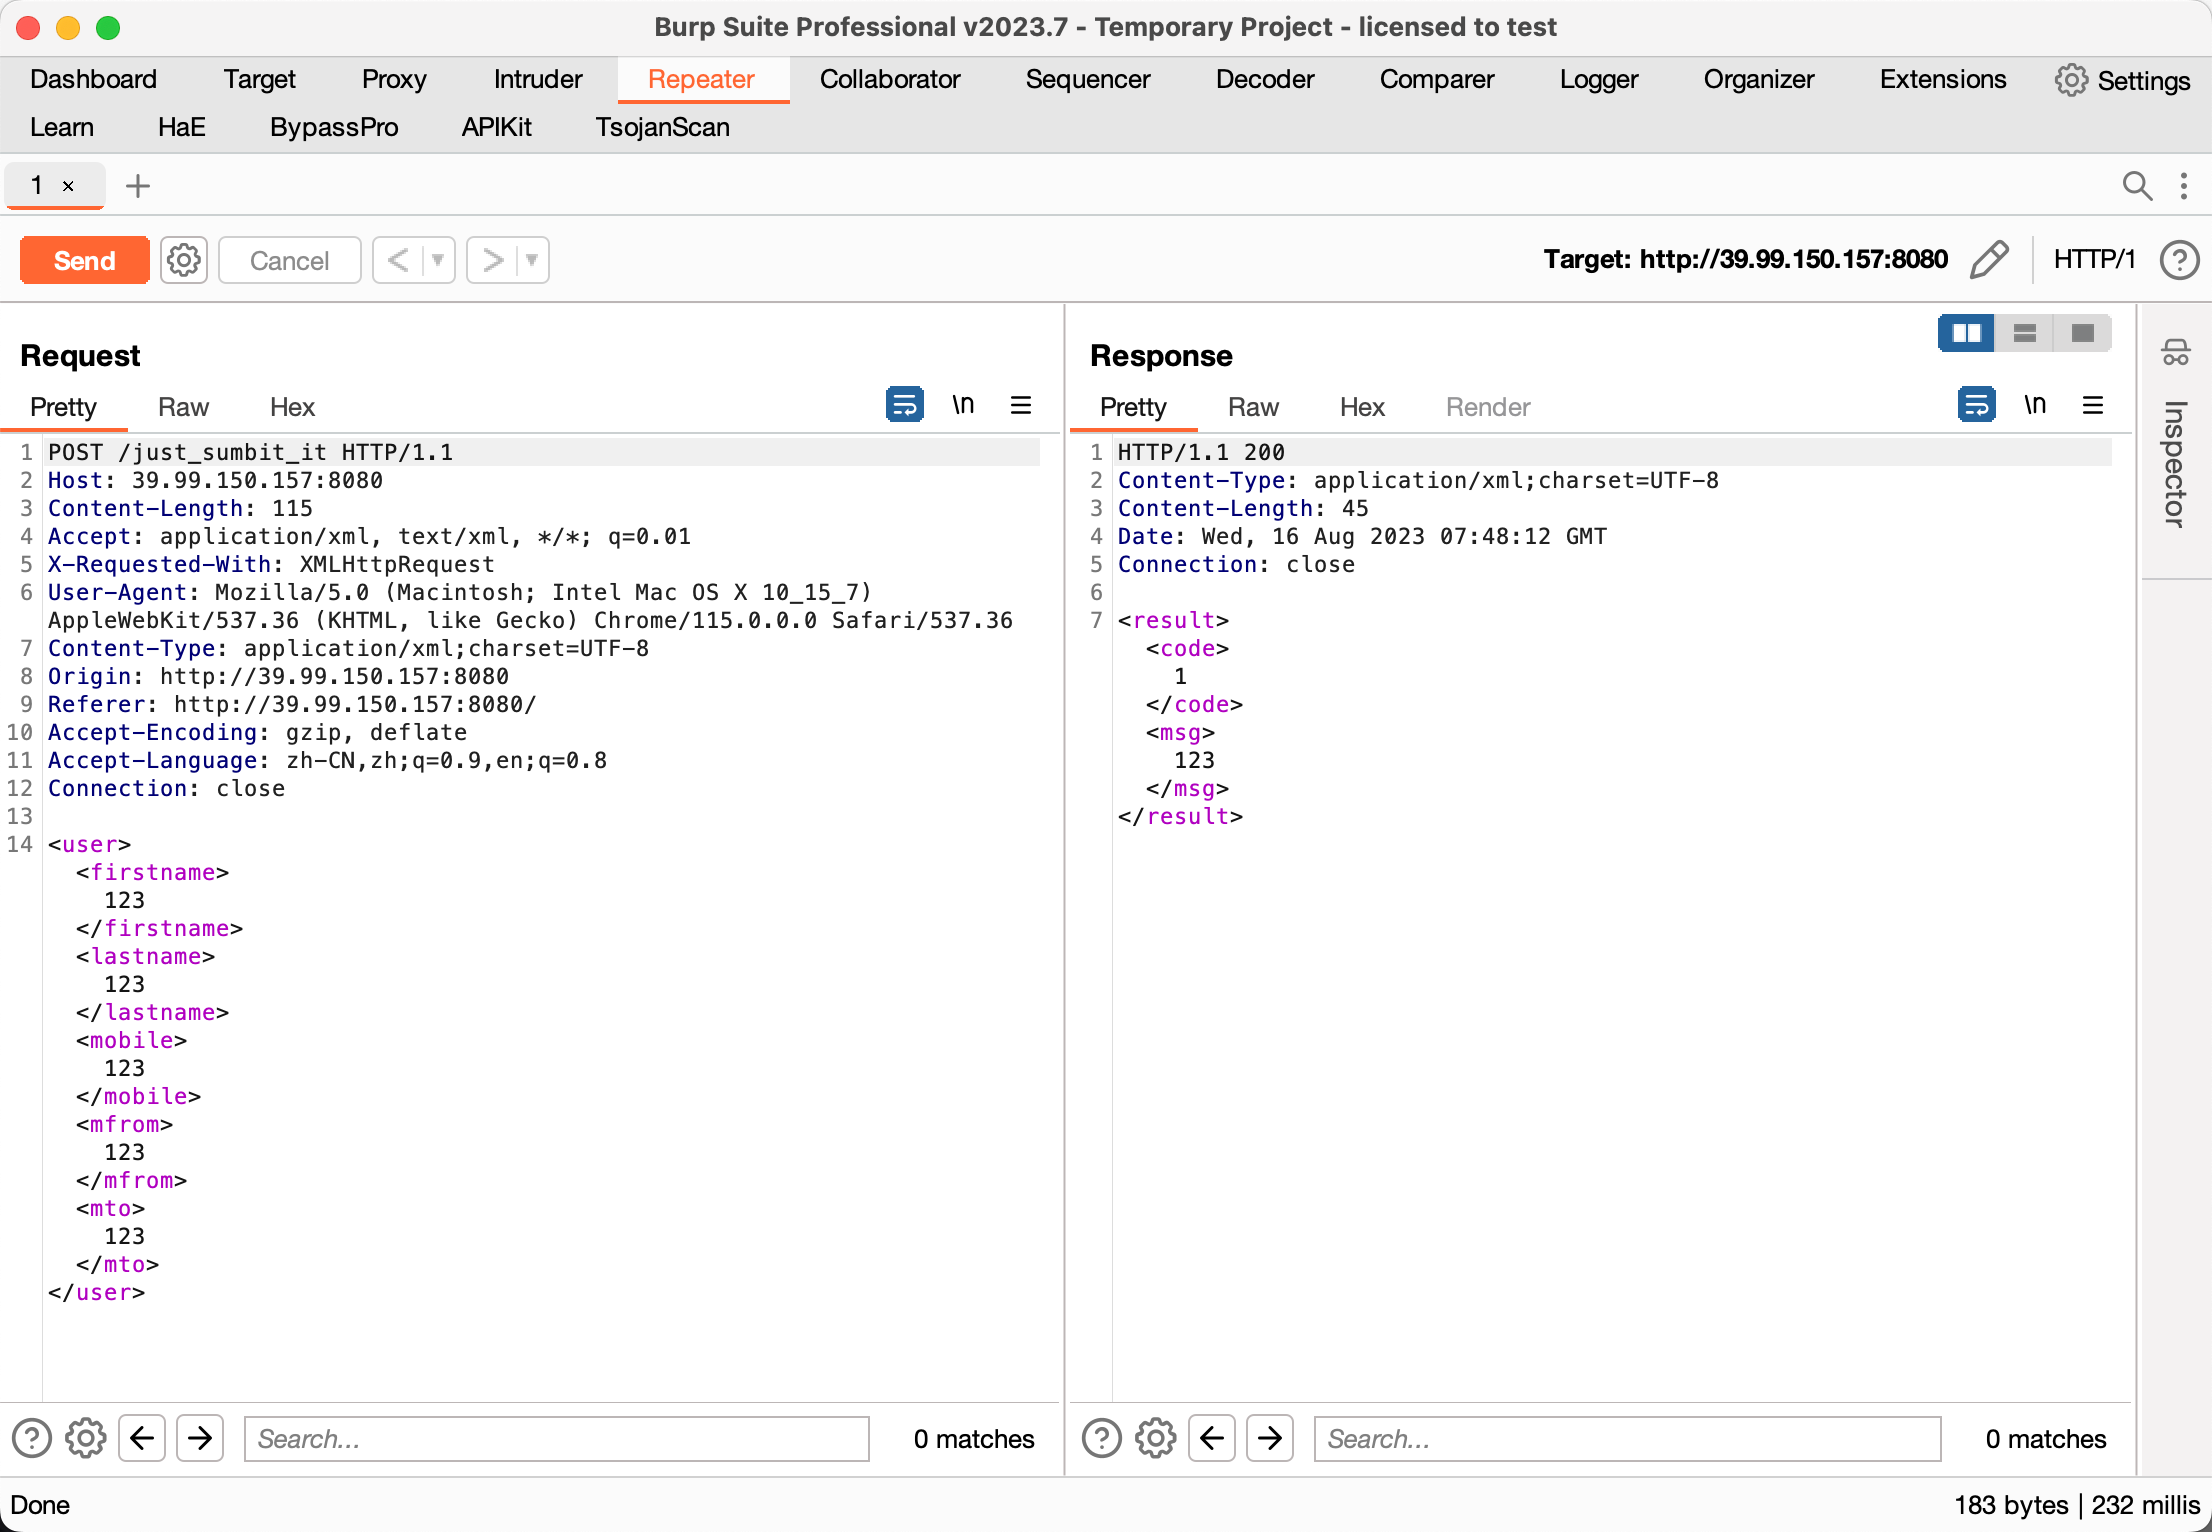 Burp Suite Professional v2023.7 - Temporary Project - licensed to test
Dashboard Target Proxy Intruder Repeater Collaborator Sequencer Decoder Comparer Logger Organizer Extensions Settings
Learn HaE BypassPro APIKit TsojanScan
1 × +
Send Cancel < > Target: http://39.99.150.157:8080 HTTP/1 ?
Request
Pretty Raw Hex \n
1 POST /just_sumbit_it HTTP/1.1
2 Host: 39.99.150.157:8080
3 Content-Length: 115
4 Accept: application/xml, text/xml, */*; q=0.01
5 X-Requested-With: XMLHttpRequest
6 User-Agent: Mozilla/5.0 (Macintosh; Intel Mac OS X 10_15_7)
AppleWebKit/537.36 (KHTML, like Gecko) Chrome/115.0.0.0 Safari/537.36
7 Content-Type: application/xml;charset=UTF-8
8 Origin: http://39.99.150.157:8080
9 Referer: http://39.99.150.157:8080/
10 Accept-Encoding: gzip, deflate
11 Accept-Language: zh-CN,zh;q=0.9,en;q=0.8
12 Connection: close
13
14 <user>
<firstname>
123
</firstname>
<lastname>
123
</lastname>
<mobile>
123
</mobile>
<mfrom>
123
</mfrom>
<mto>
123
</mto>
</user>
? Search... 0 matches
Response
Pretty Raw Hex Render \n
1 HTTP/1.1 200
2 Content-Type: application/xml;charset=UTF-8
3 Content-Length: 45
4 Date: Wed, 16 Aug 2023 07:48:12 GMT
5 Connection: close
6
7 <result>
<code>
1
</code>
<msg>
123
</msg>
</result>
? Search... 0 matches
Inspector
Done 183 bytes | 232 millis